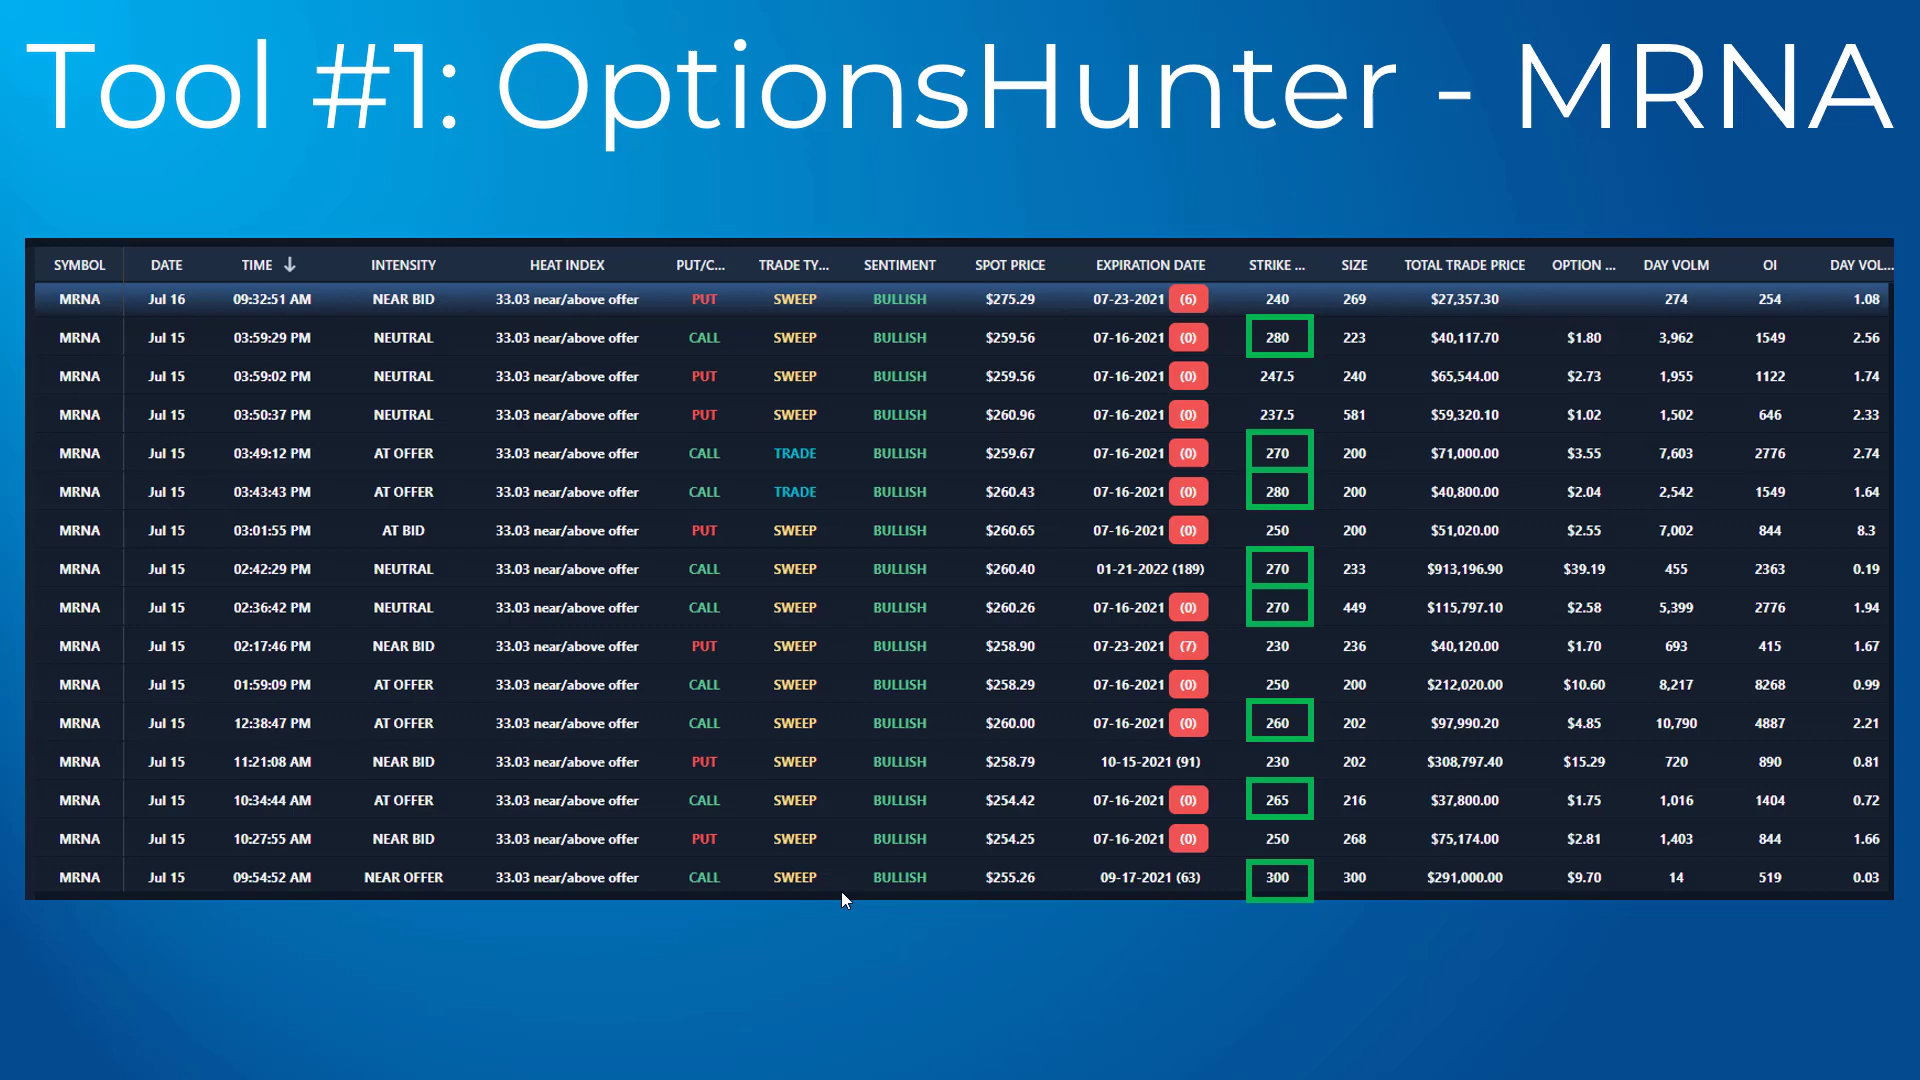 Tool #1: OptionsHunter - MRNA
SYMBOL DATE TIME ↓ INTENSITY HEAT INDEX PUT/C... TRADE TY... SENTIMENT SPOT PRICE EXPIRATION DATE STRIKE ... SIZE TOTAL TRADE PRICE OPTION ... DAY VOLM OI DAY VOL...
MRNA Jul 16 09:32:51 AM NEAR BID 33.03 near/above offer PUT SWEEP BULLISH $275.29 07-23-2021 (6) 240 269 $27,357.30 274 254 1.08
MRNA Jul 15 03:59:29 PM NEUTRAL 33.03 near/above offer CALL SWEEP BULLISH $259.56 07-16-2021 (0) 280 223 $40,117.70 $1.80 3,962 1549 2.56
MRNA Jul 15 03:59:02 PM NEUTRAL 33.03 near/above offer PUT SWEEP BULLISH $259.56 07-16-2021 (0) 247.5 240 $65,544.00 $2.73 1,955 1122 1.74
MRNA Jul 15 03:50:37 PM NEUTRAL 33.03 near/above offer PUT SWEEP BULLISH $260.96 07-16-2021 (0) 237.5 581 $59,320.10 $1.02 1,502 646 2.33
MRNA Jul 15 03:49:12 PM AT OFFER 33.03 near/above offer CALL TRADE BULLISH $259.67 07-16-2021 (0) 270 200 $71,000.00 $3.55 7,603 2776 2.74
MRNA Jul 15 03:43:43 PM AT OFFER 33.03 near/above offer CALL TRADE BULLISH $260.43 07-16-2021 (0) 280 200 $40,800.00 $2.04 2,542 1549 1.64
MRNA Jul 15 03:01:55 PM AT BID 33.03 near/above offer PUT SWEEP BULLISH $260.65 07-16-2021 (0) 250 200 $51,020.00 $2.55 7,002 844 8.3
MRNA Jul 15 02:42:29 PM NEUTRAL 33.03 near/above offer CALL SWEEP BULLISH $260.40 01-21-2022 (189) 270 233 $913,196.90 $39.19 455 2363 0.19
MRNA Jul 15 02:36:42 PM NEUTRAL 33.03 near/above offer CALL SWEEP BULLISH $260.26 07-16-2021 (0) 270 449 $115,797.10 $2.58 5,399 2776 1.94
MRNA Jul 15 02:17:46 PM NEAR BID 33.03 near/above offer PUT SWEEP BULLISH $258.90 07-23-2021 (7) 230 236 $40,120.00 $1.70 693 415 1.67
MRNA Jul 15 01:59:09 PM AT OFFER 33.03 near/above offer CALL SWEEP BULLISH $258.29 07-16-2021 (0) 250 200 $212,020.00 $10.60 8,217 8268 0.99
MRNA Jul 15 12:38:47 PM AT OFFER 33.03 near/above offer CALL SWEEP BULLISH $260.00 07-16-2021 (0) 260 202 $97,990.20 $4.85 10,790 4887 2.21
MRNA Jul 15 11:21:08 AM NEAR BID 33.03 near/above offer PUT SWEEP BULLISH $258.79 10-15-2021 (91) 230 202 $308,797.40 $15.29 720 890 0.81
MRNA Jul 15 10:34:44 AM AT OFFER 33.03 near/above offer CALL SWEEP BULLISH $254.42 07-16-2021 (0) 265 216 $37,800.00 $1.75 1,016 1404 0.72
MRNA Jul 15 10:27:55 AM NEAR BID 33.03 near/above offer PUT SWEEP BULLISH $254.25 07-16-2021 (0) 250 268 $75,174.00 $2.81 1,403 844 1.66
MRNA Jul 15 09:54:52 AM NEAR OFFER 33.03 near/above offer CALL SWEEP BULLISH $255.26 09-17-2021 (63) 300 300 $291,000.00 $9.70 14 519 0.03